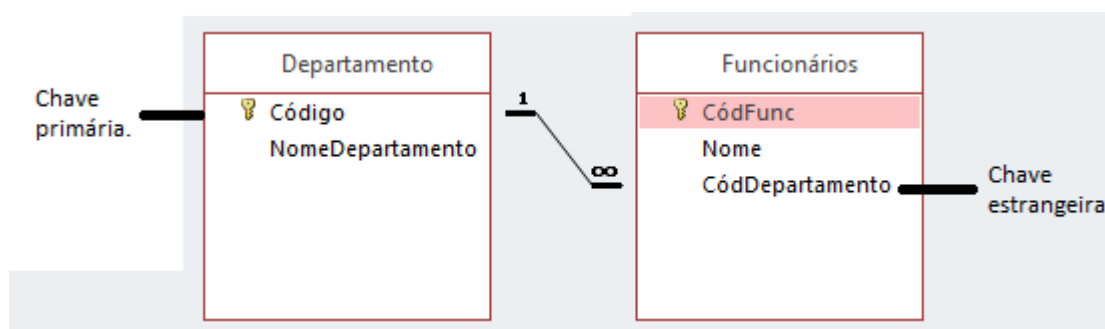 Chave
primária.
Departamento
Código
NomeDepartamento
1
∞
Funcionários
CódFunc
Nome
CódDepartamento
Chave
estrangeira